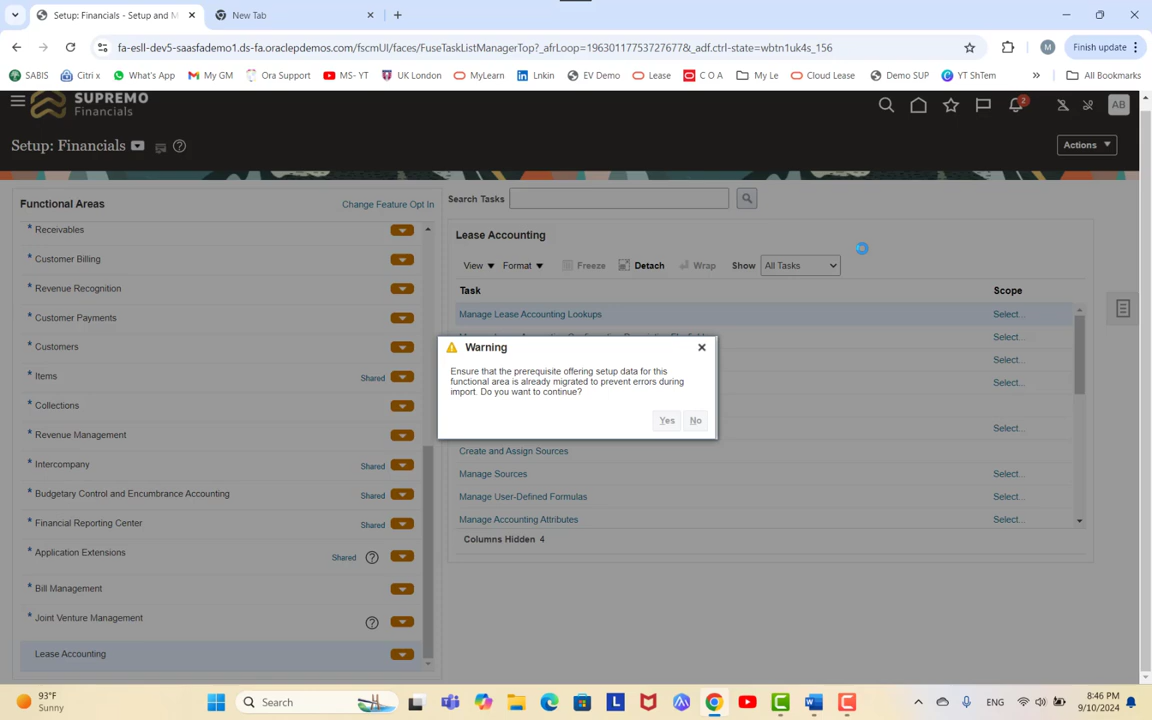 Setup: Financials - Setup and M
New Tab
fa-esll-dev5-saasfademo1.ds-fa.oraclepdemos.com/fscmUI/faces/FuseTaskListManagerTop?_afrLoop=1963011775372767​7&_adf.ctrl-state=wbtn1uk4s_156
M
Finish update
SABIS
Citri x
What's App
My GM
Ora Support
MS- YT
UK London
MyLearn
Lnkin
EV Demo
Lease
C O A
My Le
Cloud Lease
Demo SUP
YT ShTem
All Bookmarks
SUPREMO
Financials
2
AB
Setup: Financials
Actions
Functional Areas
Change Feature Opt In
Search Tasks
* Receivables
* Customer Billing
* Revenue Recognition
* Customer Payments
* Customers
* Items Shared
* Collections
* Revenue Management
* Intercompany Shared
* Budgetary Control and Encumbrance Accounting Shared
* Financial Reporting Center Shared
* Application Extensions Shared
* Bill Management
* Joint Venture Management
Lease Accounting
Lease Accounting
View Format Freeze Detach Wrap Show All Tasks
Task Scope
Manage Lease Accounting Lookups Select...
Select...
Select...
Select...
Select...
Create and Assign Sources
Manage Sources Select...
Manage User-Defined Formulas Select...
Manage Accounting Attributes Select...
Columns Hidden 4
Warning
Ensure that the prerequisite offering setup data for this
functional area is already migrated to prevent errors during
import. Do you want to continue?
Yes No
93°F
Sunny
Search
ENG
8:46 PM
9/10/2024